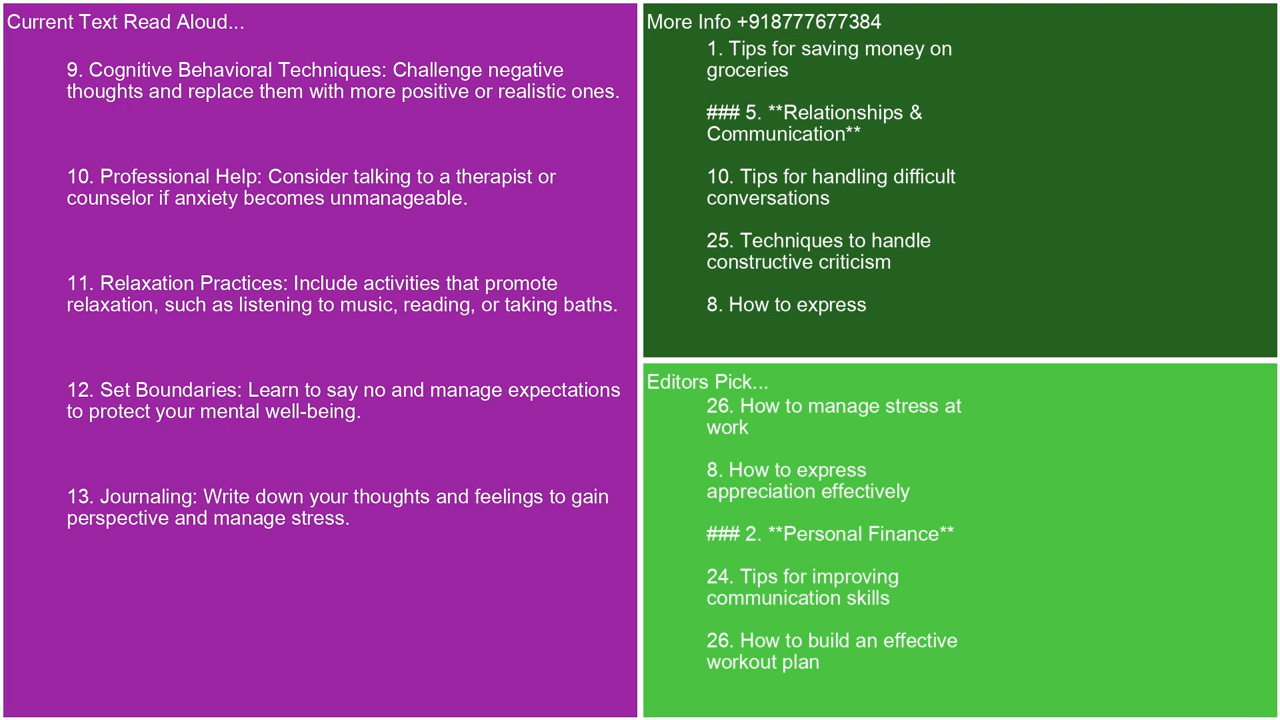 Current Text Read Aloud...
9. Cognitive Behavioral Techniques: Challenge negative
thoughts and replace them with more positive or realistic ones.
10. Professional Help: Consider talking to a therapist or
counselor if anxiety becomes unmanageable.
11. Relaxation Practices: Include activities that promote
relaxation, such as listening to music, reading, or taking baths.
12. Set Boundaries: Learn to say no and manage expectations
to protect your mental well-being.
13. Journaling: Write down your thoughts and feelings to gain
perspective and manage stress.
More Info +918777677384
1. Tips for saving money on
groceries
### 5. **Relationships &
Communication**
10. Tips for handling difficult
conversations
25. Techniques to handle
constructive criticism
8. How to express
Editors Pick...
26. How to manage stress at
work
8. How to express
appreciation effectively
### 2. **Personal Finance**
24. Tips for improving
communication skills
26. How to build an effective
workout plan